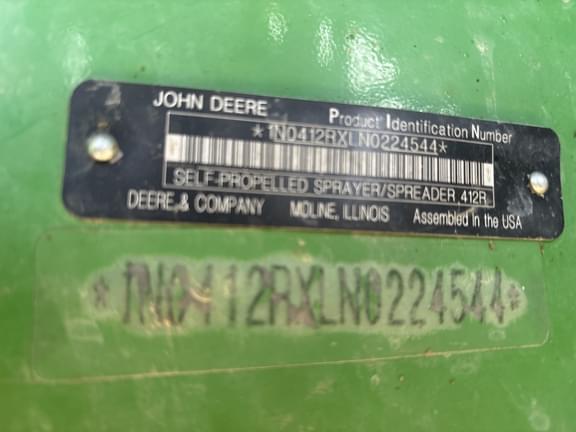 JOHN DEERE
Product Identification Number
*1N0412RXLN0224544*
SELF-PROPELLED SPRAYER/SPREADER 412R
DEERE & COMPANY MOLINE, ILLINOIS Assembled in the USA
*1N0412RXLN0224544*